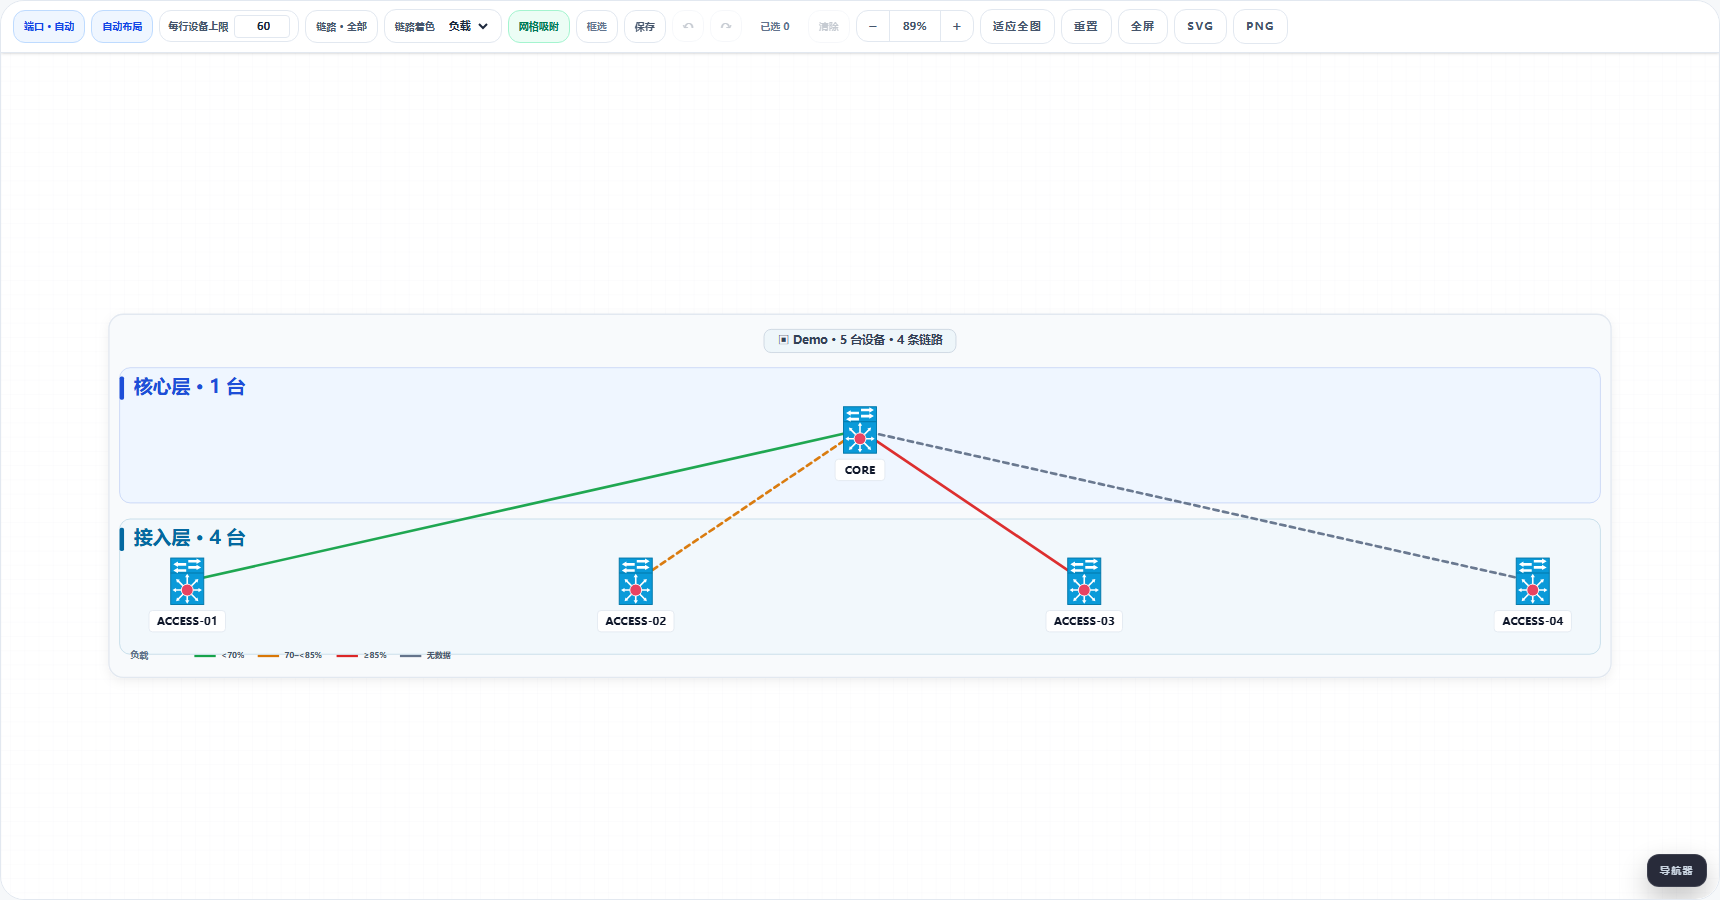 端口・自动 自动布局 每行设备上限 60 链路・全部 链路着色 负载 网格吸附 框选 保存 已选 0 清除 − 89% + 适应全图 重置 全屏 SVG PNG
Demo・5 台设备・4 条链路
核心层・1 台
CORE
接入层・4 台
ACCESS-01 ACCESS-02 ACCESS-03 ACCESS-04
负载 <70% 70–<85% ≥85% 无数据
导航器